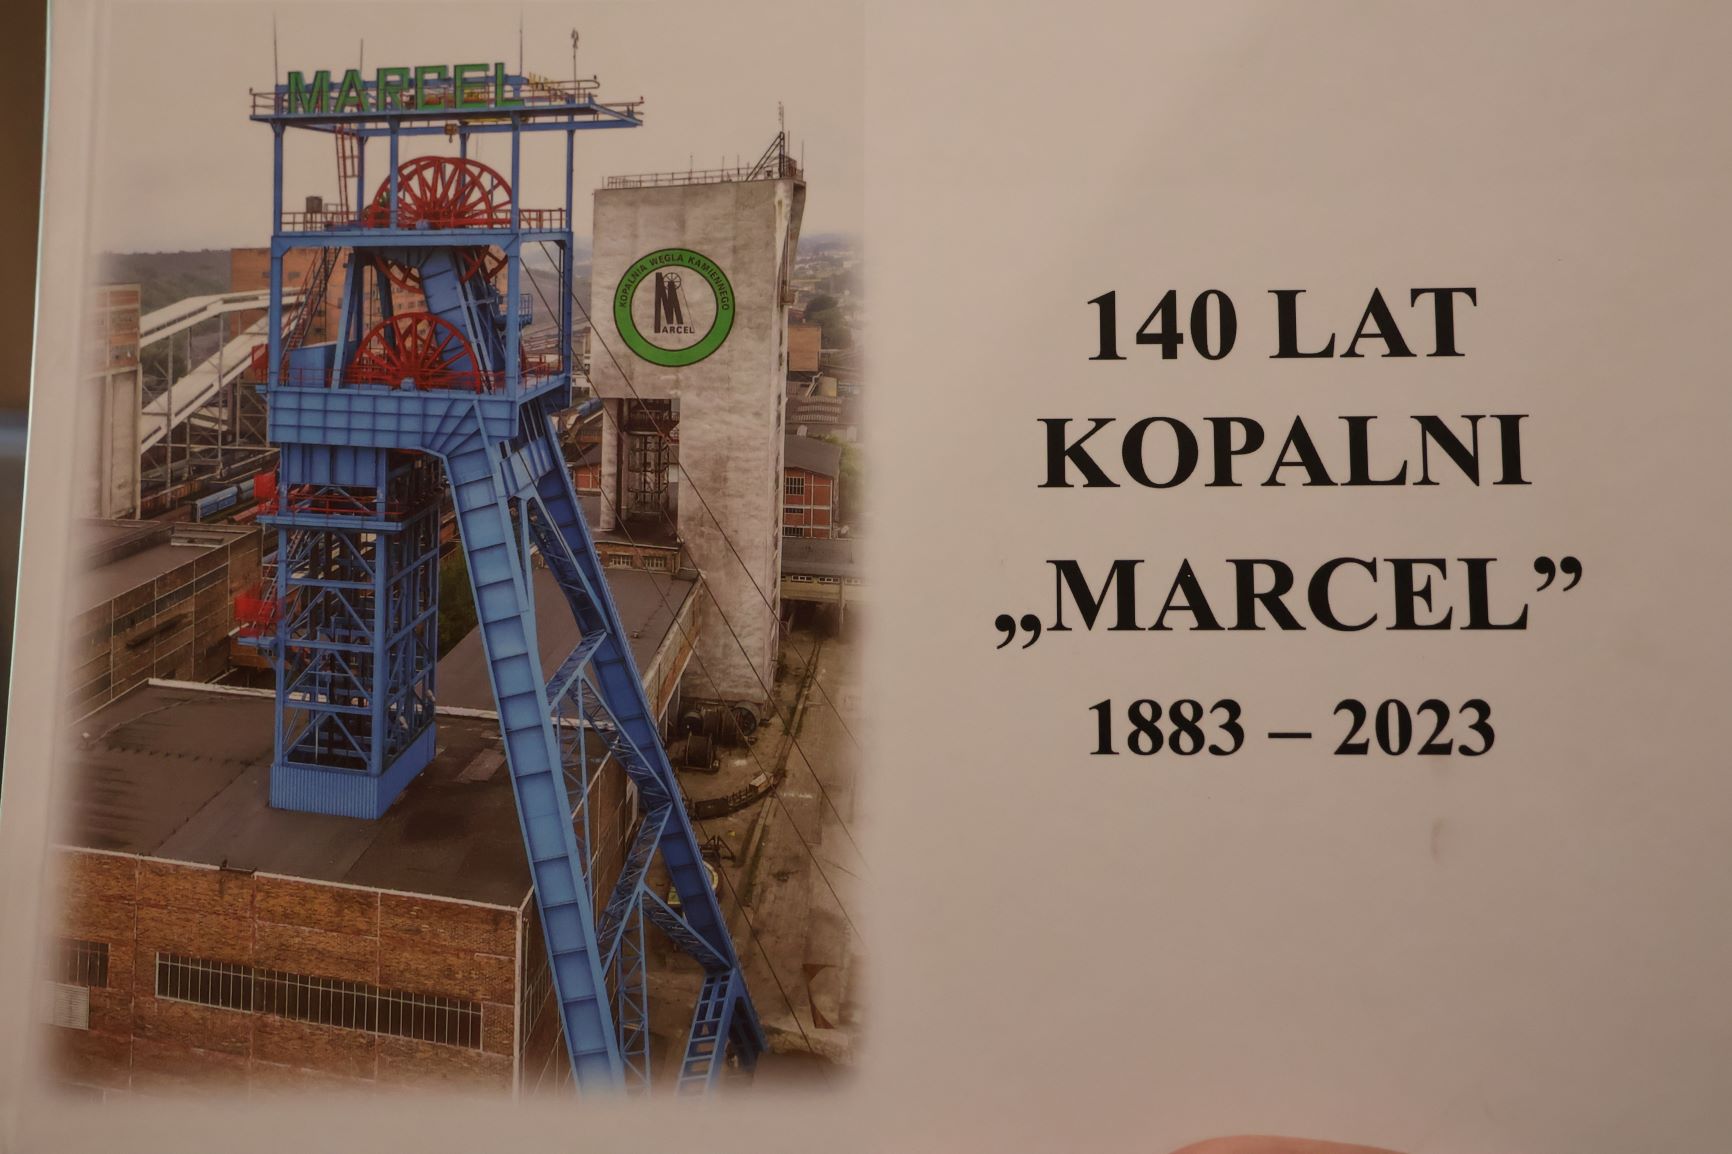 MARCEL
KOPALNIA WĘGLA KAMIENNEGO
MARCEL
140 LAT
KOPALNI
„MARCEL”
1883 – 2023